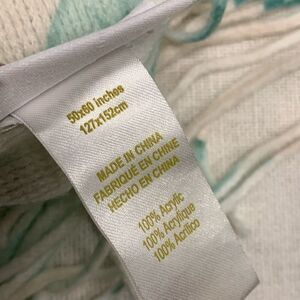 50x60 inches
127x152cm
MADE IN CHINA
FABRIQUE EN CHINE
HECHO EN CHINA
100% Acrylic
100% Acrylique
100% Acrilico